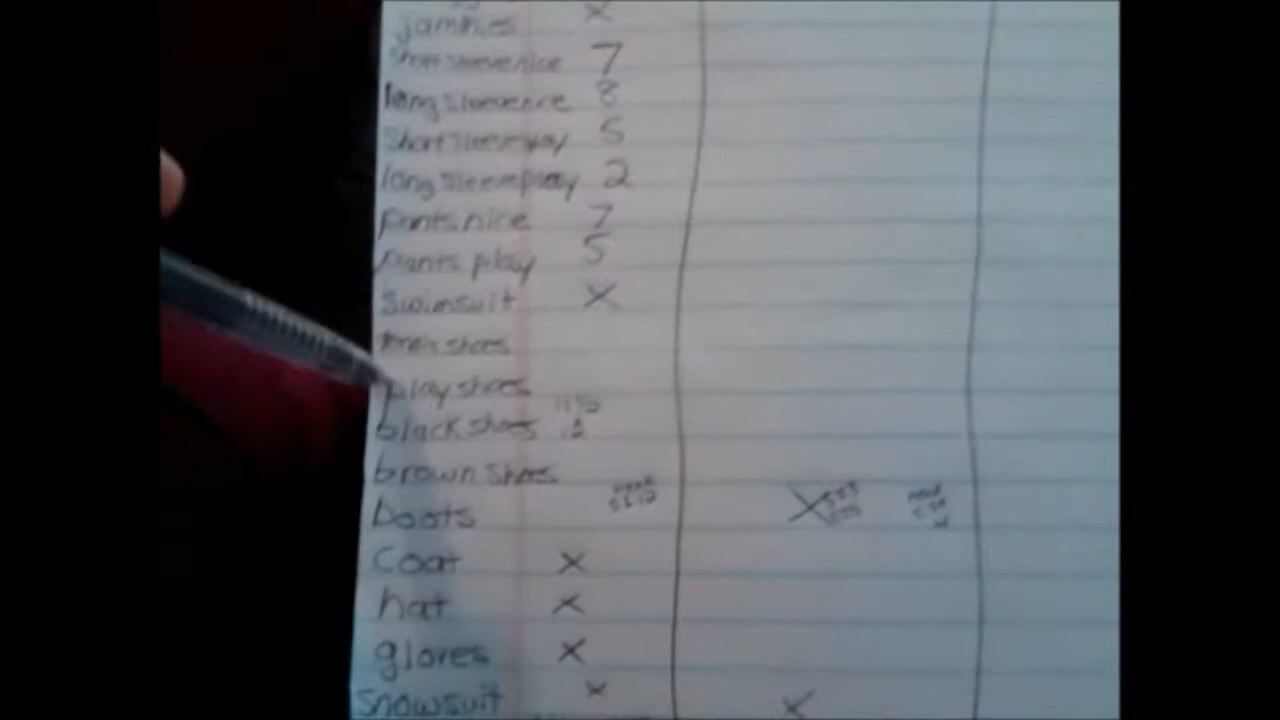 jammies X
short sleeve nice 7
long sleeve nice 8
short sleeve play 5
long sleeve play 2
pants nice 7
pants play 5
swimsuit X
shoes
play shoes
black shoes
brown shoes
boots X
coat X
hat X
gloves X
snowsuit X X